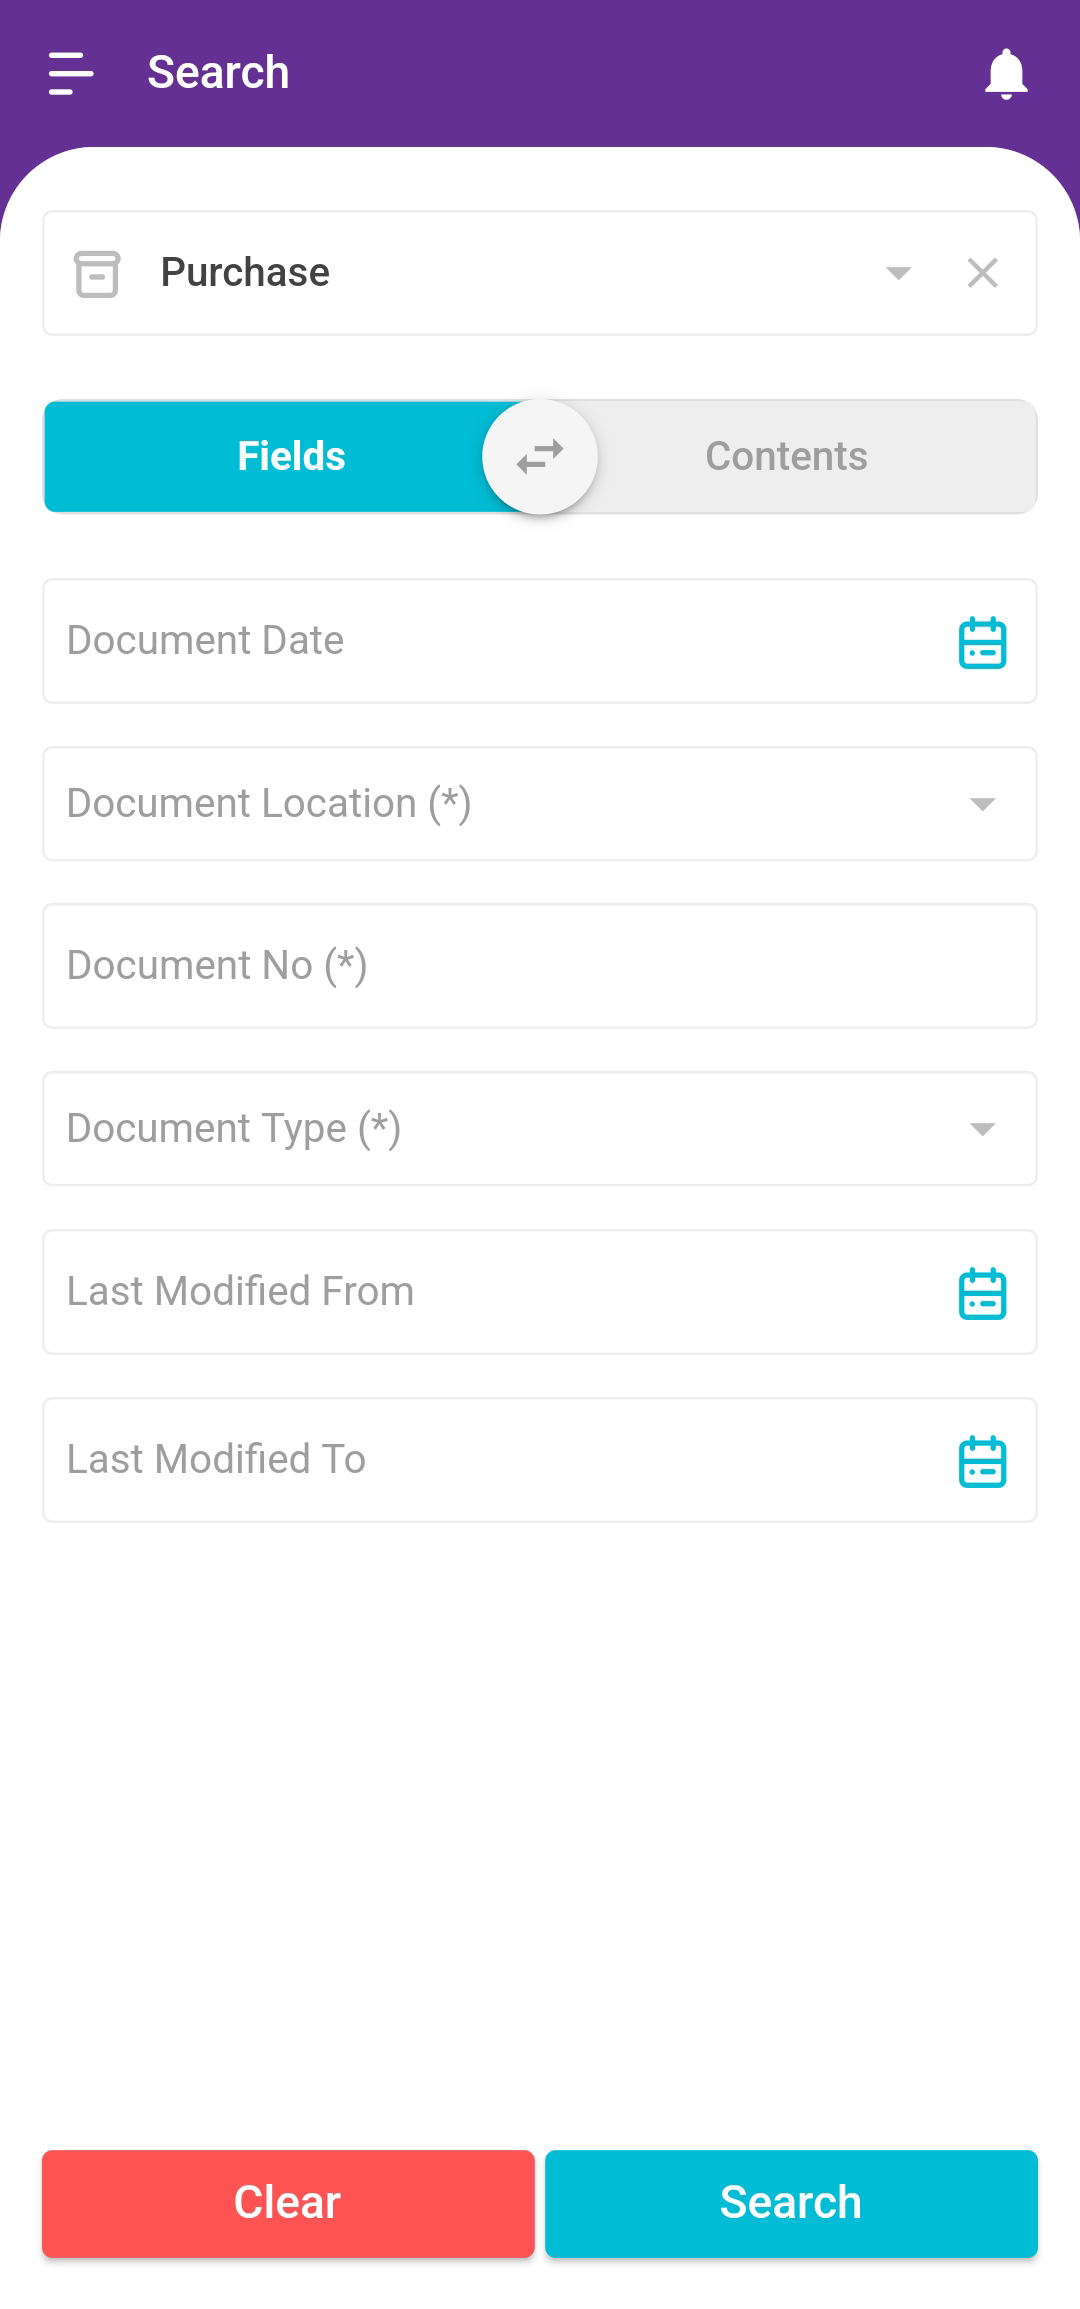 Search
Purchase
Fields
Contents
Document Date
Document Location (*)
Document No (*)
Document Type (*)
Last Modified From
Last Modified To
Clear
Search